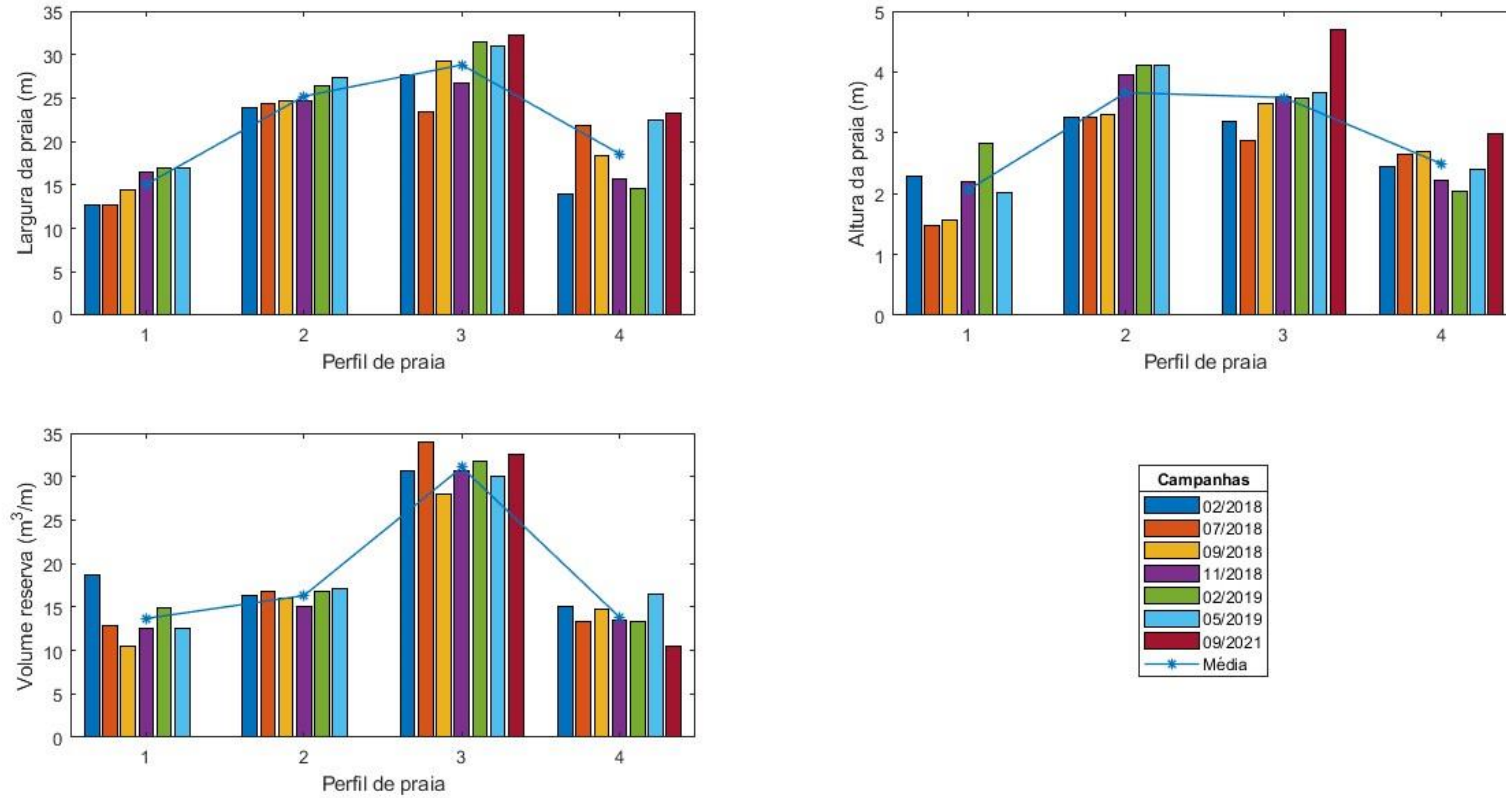 35
30
25
20
15
10
5
0
Largura da praia (m)
1 2 3 4
Perfil de praia
5
4
3
2
1
0
Altura da praia (m)
1 2 3 4
Perfil de praia
35
30
25
20
15
10
5
0
Volume reserva (m³/m)
1 2 3 4
Perfil de praia
Campanhas
02/2018
07/2018
09/2018
11/2018
02/2019
05/2019
09/2021
Média